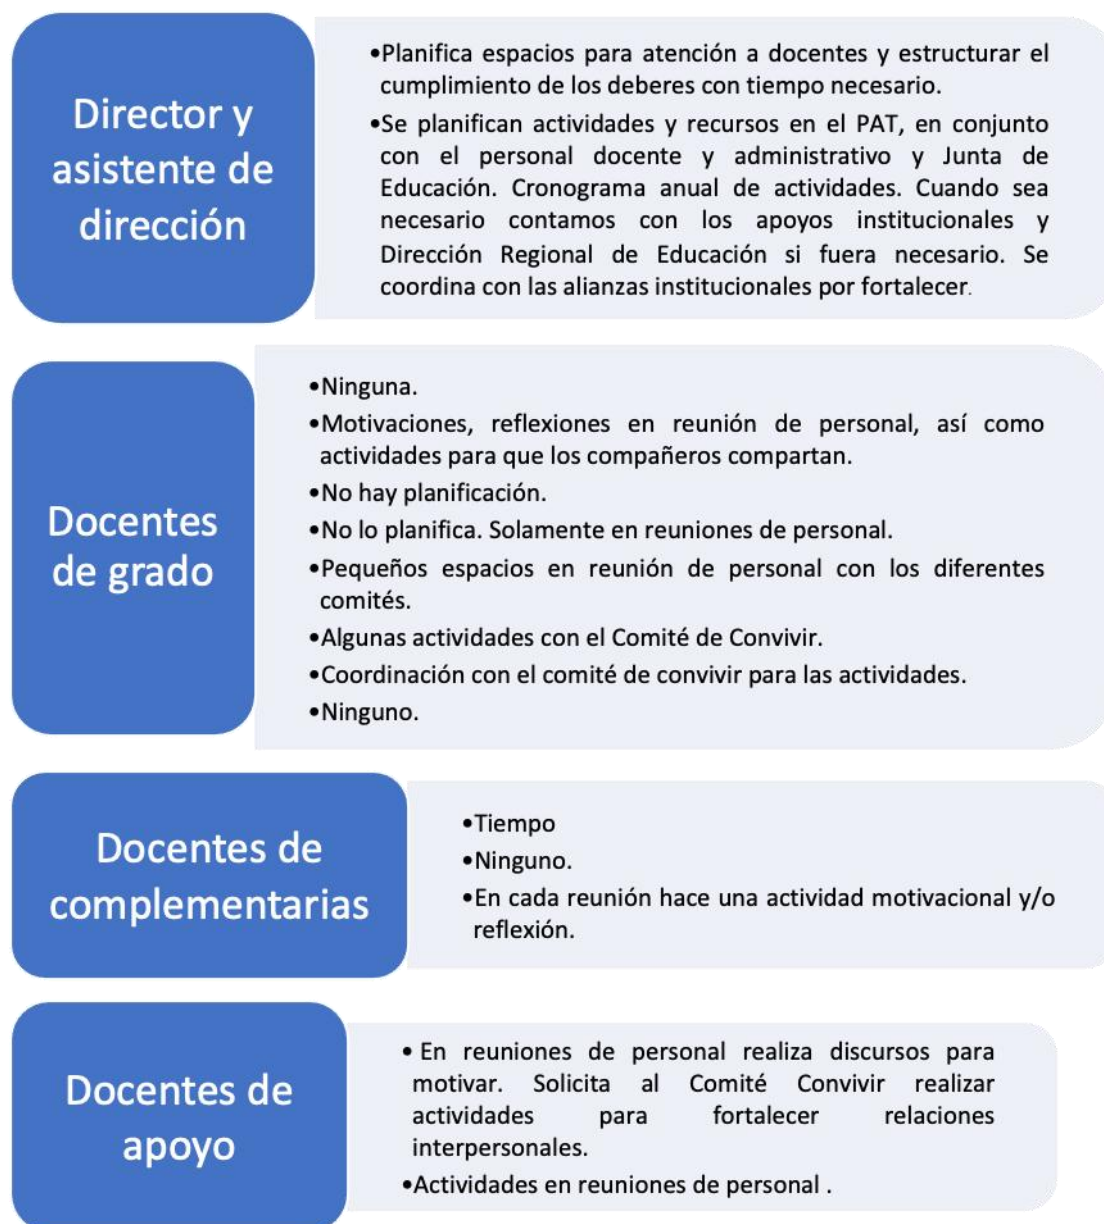 Director y
asistente de
dirección
•Planifica espacios para atención a docentes y estructurar el
cumplimiento de los deberes con tiempo necesario.
•Se planifican actividades y recursos en el PAT, en conjunto
con el personal docente y administrativo y Junta de
Educación. Cronograma anual de actividades. Cuando sea
necesario contamos con los apoyos institucionales y
Dirección Regional de Educación si fuera necesario. Se
coordina con las alianzas institucionales por fortalecer.
Docentes
de grado
•Ninguna.
•Motivaciones, reflexiones en reunión de personal, así como
actividades para que los compañeros compartan.
•No hay planificación.
•No lo planifica. Solamente en reuniones de personal.
•Pequeños espacios en reunión de personal con los diferentes
comités.
•Algunas actividades con el Comité de Convivir.
•Coordinación con el comité de convivir para las actividades.
•Ninguno.
Docentes de
complementarias
•Tiempo
•Ninguno.
•En cada reunión hace una actividad motivacional y/o
reflexión.
Docentes de
apoyo
• En reuniones de personal realiza discursos para
motivar. Solicita al Comité Convivir realizar
actividades para fortalecer relaciones
interpersonales.
•Actividades en reuniones de personal .